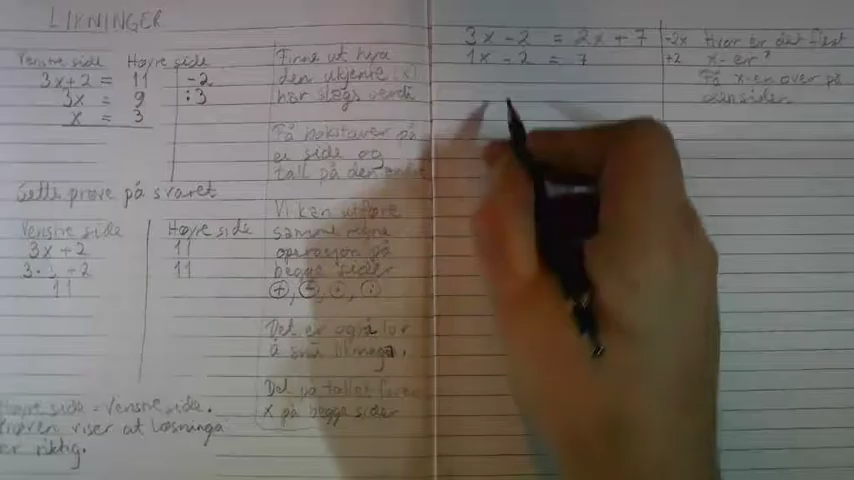 LIKNINGER
Venstre side Høyre side
3x+2 = 11 -2
3x = 9 :3
x = 3
Sette prøve på svaret
Venstre side Høyre side
3x + 2 11
3· + 2 11
11
Høyre side = Venstre side.
Prøven viser at løsninga
er riktig.
Finne ut hva
den ukjente (x)
har slags verdi
Få bokstaver på
ei side og
tall på den andre
Vi kan utføre
samme regne
operasjon på
begge sider
+, -, ·, :
Det er også lov
å snu likninga.
Del på tallet foran
x på begge sider
3x - 2 = 2x + 7 -2x
1x - 2 = 7 +2
Hvor er det flest
x-er?
Få x-en over på
den siden